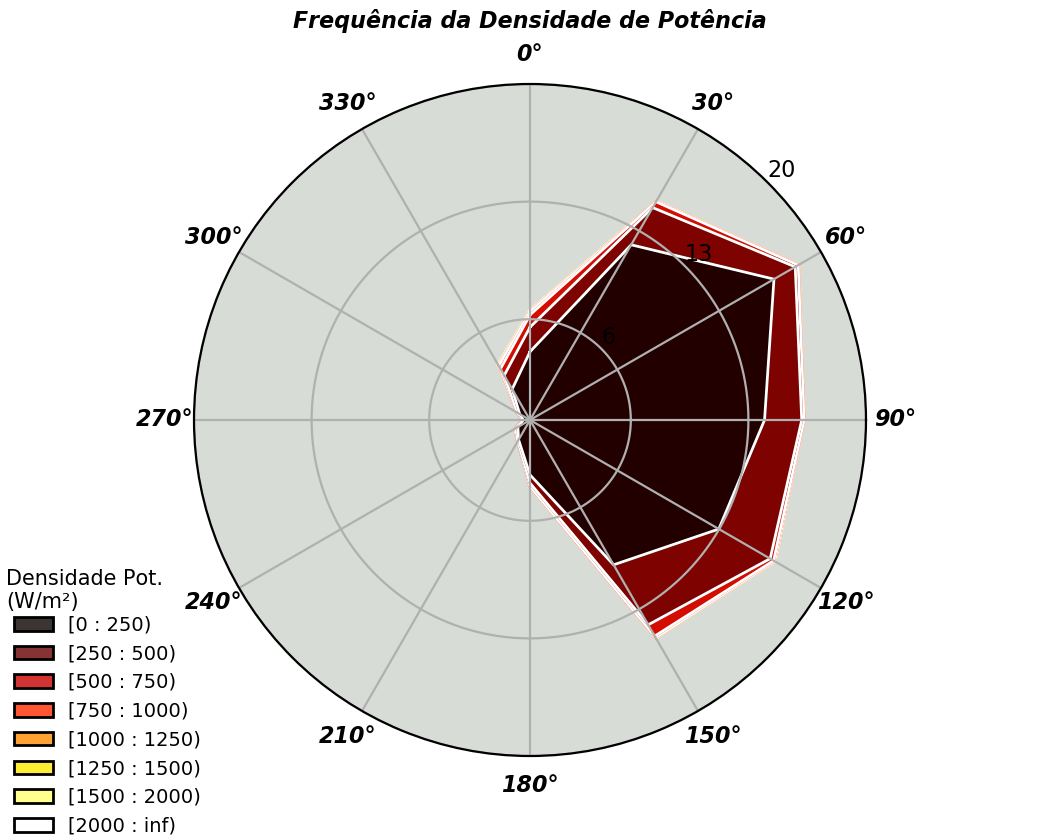 Frequência da Densidade de Potência
0°
330°
30°
20
300°
60°
13
6
270°
90°
240°
120°
210°
150°
180°
Densidade Pot.
(W/m²)
[0 : 250)
[250 : 500)
[500 : 750)
[750 : 1000)
[1000 : 1250)
[1250 : 1500)
[1500 : 2000)
[2000 : inf)